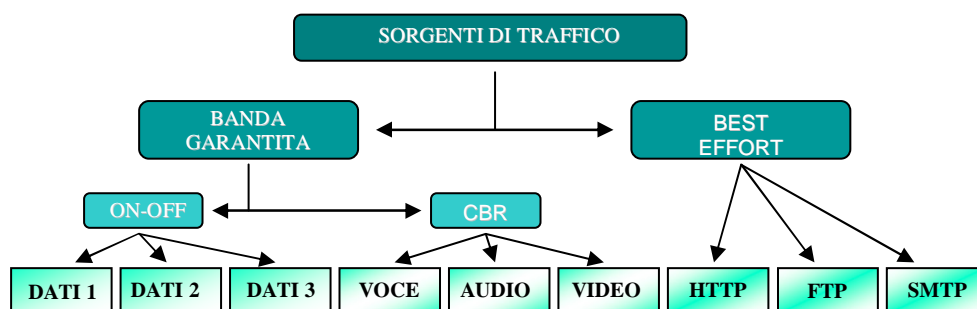 SORGENTI DI TRAFFICO
BANDA
GARANTITA
BEST
EFFORT
ON-OFF
CBR
DATI 1
DATI 2
DATI 3
VOCE
AUDIO
VIDEO
HTTP
FTP
SMTP